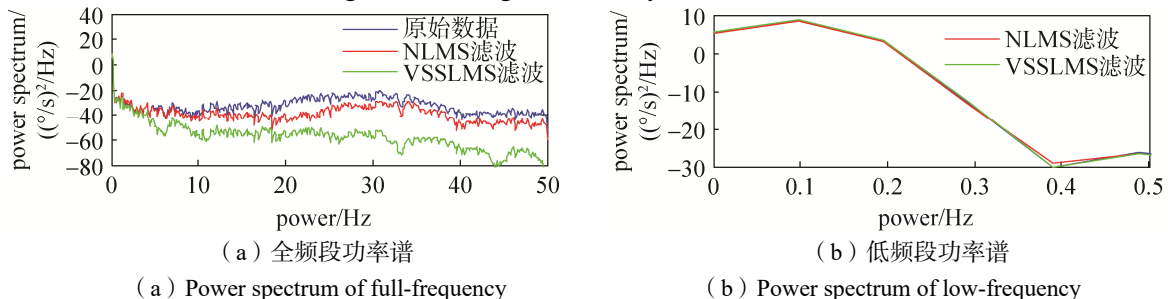 power spectrum/
((°/s)²/Hz)
40
20
0
−20
−40
−60
−80
原始数据
NLMS滤波
VSSLMS滤波
0 10 20 30 40 50
power/Hz
（a）全频段功率谱
（a）Power spectrum of full-frequency
power spectrum/
((°/s)²/Hz)
10
0
−10
−20
−30
NLMS滤波
VSSLMS滤波
0 0.1 0.2 0.3 0.4 0.5
power/Hz
（b）低频段功率谱
（b）Power spectrum of low-frequency